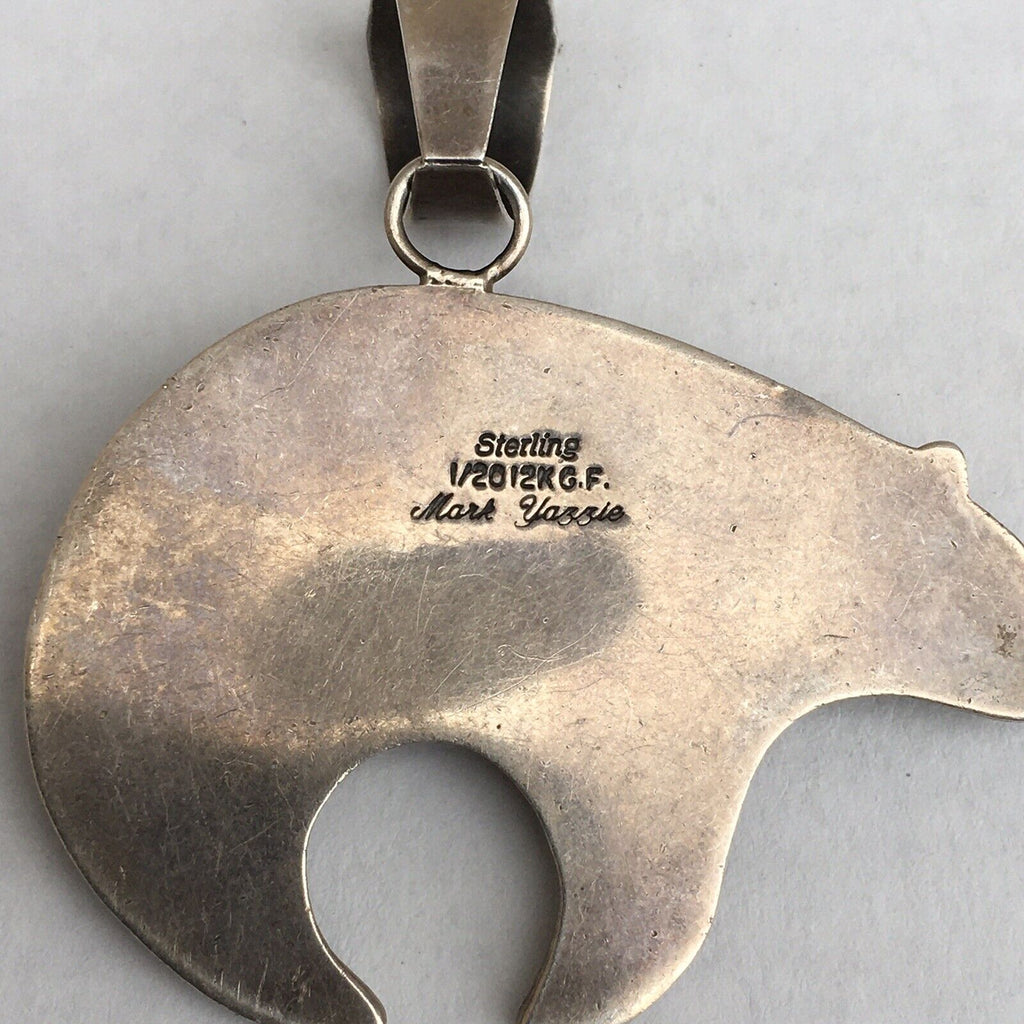 Sterling
1/20 12K G.F.
Mark Yazzie